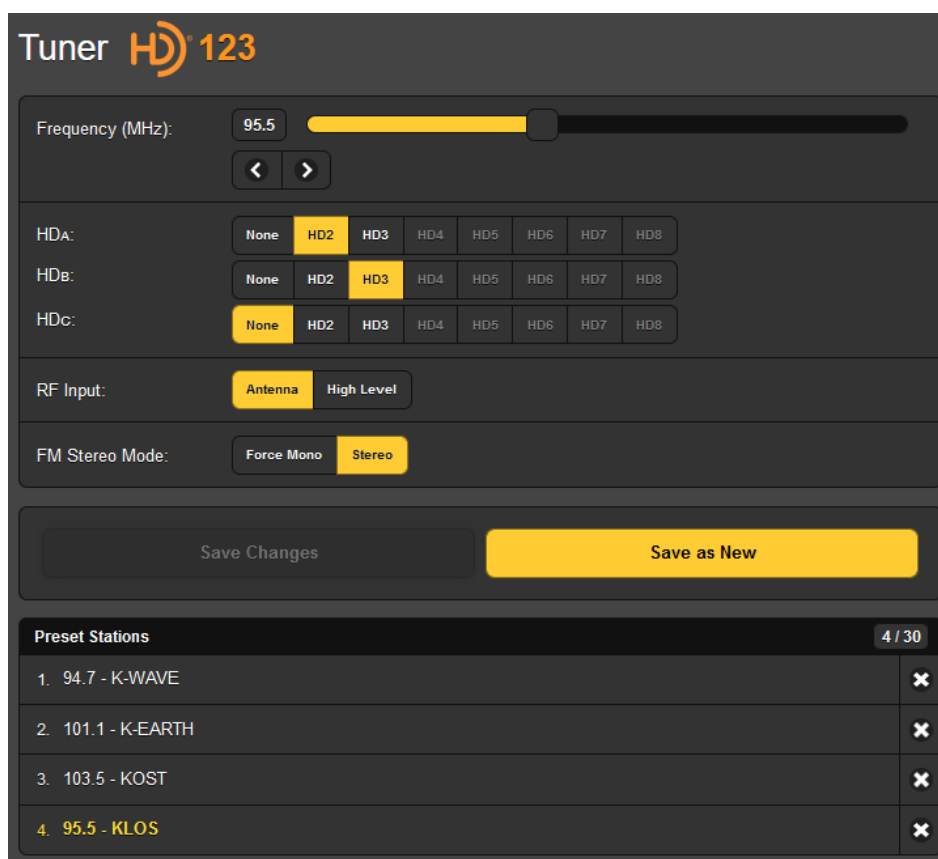 Tuner HD® 123
Frequency (MHz): 95.5
HDA: None HD2 HD3 HD4 HD5 HD6 HD7 HD8
HDB: None HD2 HD3 HD4 HD5 HD6 HD7 HD8
HDC: None HD2 HD3 HD4 HD5 HD6 HD7 HD8
RF Input: Antenna High Level
FM Stereo Mode: Force Mono Stereo
Save Changes Save as New
Preset Stations 4 / 30
1. 94.7 - K-WAVE
2. 101.1 - K-EARTH
3. 103.5 - KOST
4. 95.5 - KLOS